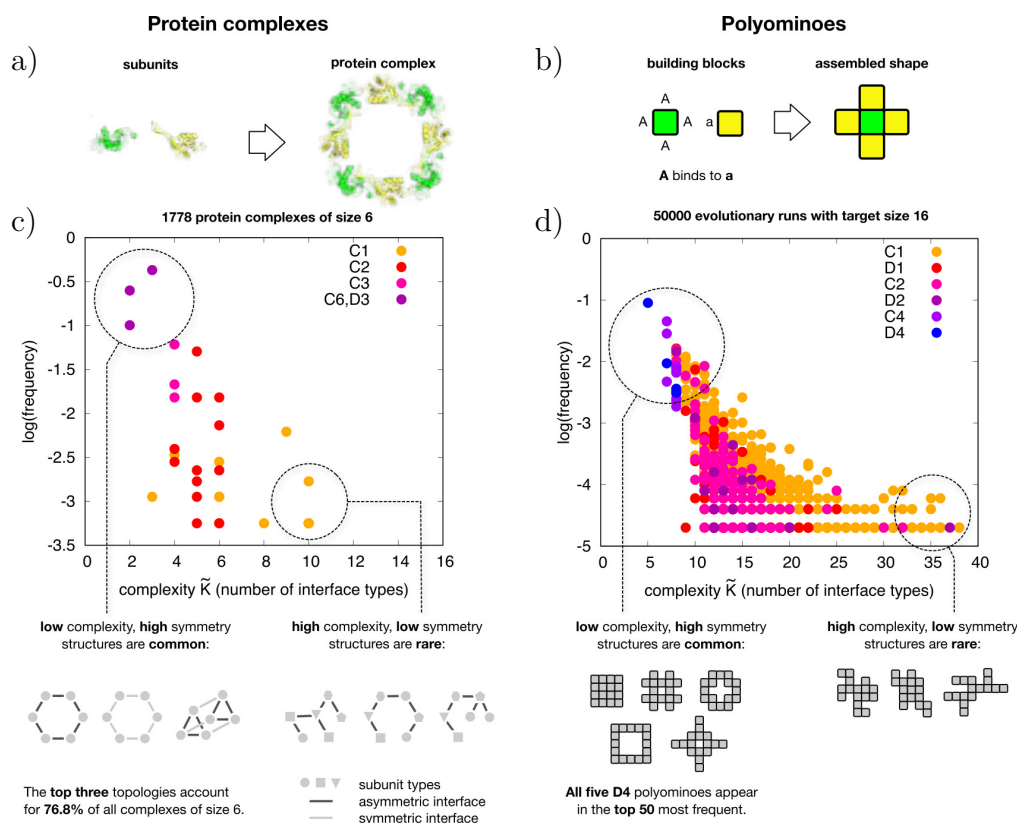 Protein complexes
Polyominoes
a)
subunits
protein complex
b)
building blocks
assembled shape
A
A A
A
a
A binds to a
c)
1778 protein complexes of size 6
0
-0.5
-1
-1.5
-2
-2.5
-3
-3.5
log(frequency)
0 2 4 6 8 10 12 14 16
complexity K̃ (number of interface types)
C1
C2
C3
C6,D3
d)
50000 evolutionary runs with target size 16
0
-1
-2
-3
-4
-5
log(frequency)
0 5 10 15 20 25 30 35 40
complexity K̃ (number of interface types)
C1
D1
C2
D2
C4
D4
low complexity, high symmetry
structures are common:
high complexity, low symmetry
structures are rare:
low complexity, high symmetry
structures are common:
high complexity, low symmetry
structures are rare:
The top three topologies account
for 76.8% of all complexes of size 6.
subunit types
asymmetric interface
symmetric interface
All five D4 polyominoes appear
in the top 50 most frequent.